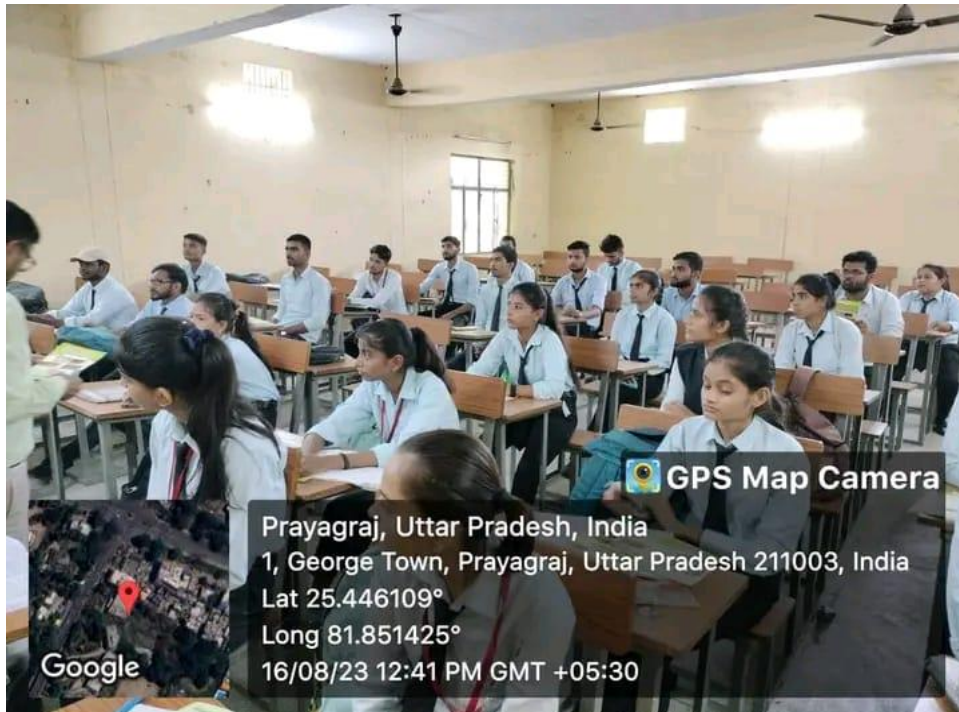 GPS Map Camera
Prayagraj, Uttar Pradesh, India
1, George Town, Prayagraj, Uttar Pradesh 211003, India
Lat 25.446109°
Long 81.851425°
16/08/23 12:41 PM GMT +05:30
Google